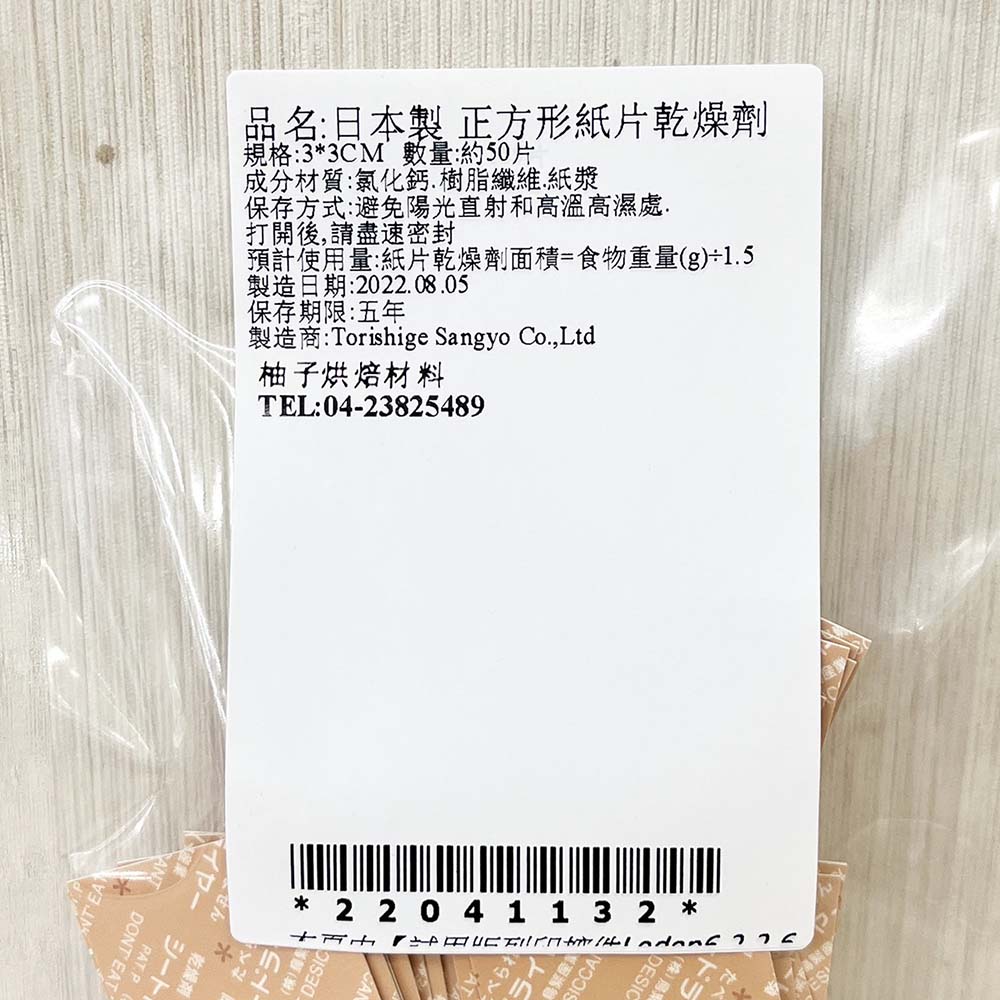 品名:日本製 正方形紙片乾燥劑
規格:3*3CM 數量:約50片
成分材質:氯化鈣.樹脂纖維.紙漿
保存方式:避免陽光直射和高溫高濕處.
打開後,請盡速密封
預計使用量:紙片乾燥劑面積=食物重量(g)÷1.5
製造日期:2022.08.05
保存期限:五年
製造商:Torishige Sangyo Co.,Ltd
柚子烘焙材料
TEL:04-23825489
*22041132*
DONT EAT
乾燥剤